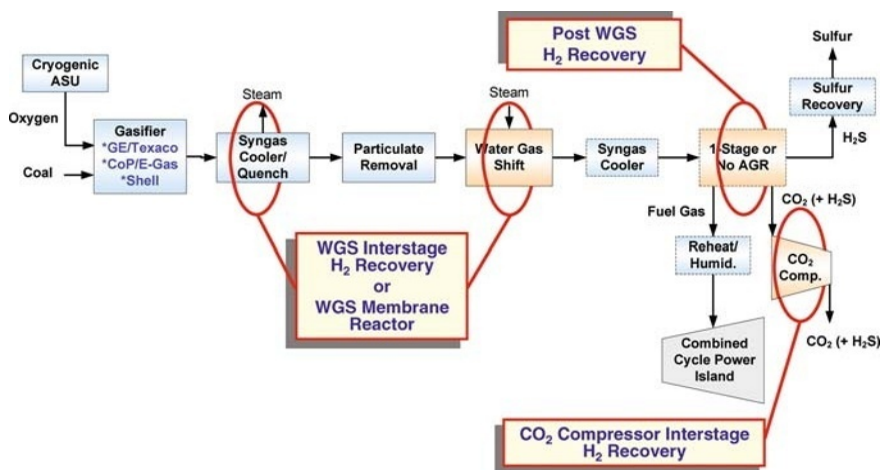 Post WGS
H₂ Recovery
Sulfur
Cryogenic
ASU
Steam
Steam
Sulfur
Recovery
Oxygen
Gasifier
*GE/Texaco
*CoP/E-Gas
*Shell
Syngas
Cooler/
Quench
Particulate
Removal
Water Gas
Shift
Syngas
Cooler
1-Stage or
No AGR
H₂S
Coal
Fuel Gas
CO₂ (+ H₂S)
WGS Interstage
H₂ Recovery
or
WGS Membrane
Reactor
Reheat/
Humid.
CO₂
Comp.
Combined
Cycle Power
Island
CO₂ (+ H₂S)
CO₂ Compressor Interstage
H₂ Recovery